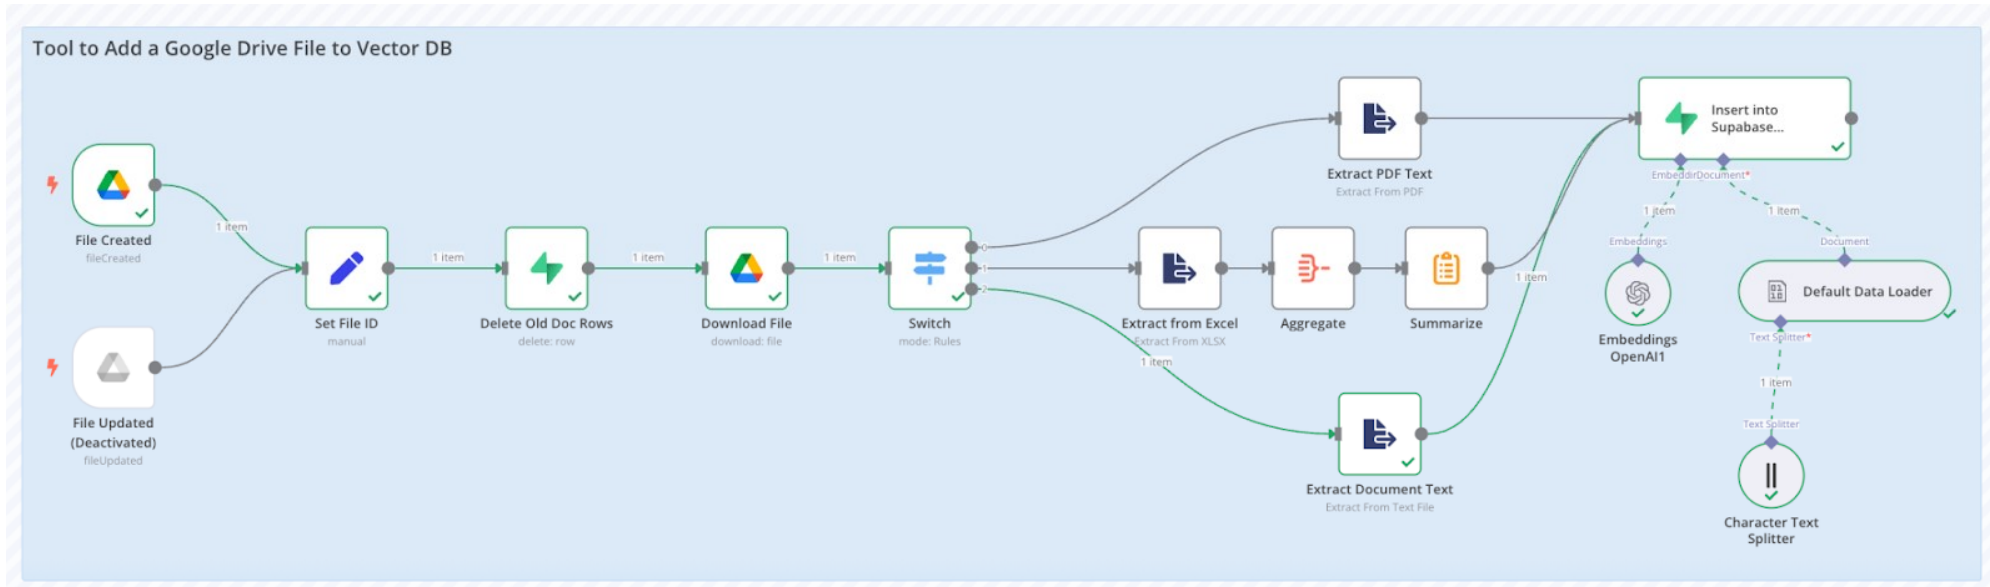 Tool to Add a Google Drive File to Vector DB
File Created
fileCreated
1 item
File Updated
(Deactivated)
fileUpdated
Set File ID
manual
1 item
Delete Old Doc Rows
delete: row
1 item
Download File
download: file
1 item
Switch
mode: Rules
0
1
2
1 item
Extract PDF Text
Extract From PDF
Extract from Excel
Extract From XLSX
Aggregate
Summarize
1 item
Extract Document Text
Extract From Text File
Insert into
Supabase...
Embeddin
Document*
1 item
1 item
Embeddings
Document
Embeddings
OpenAI1
Default Data Loader
Text Splitter*
1 item
Text Splitter
Character Text
Splitter